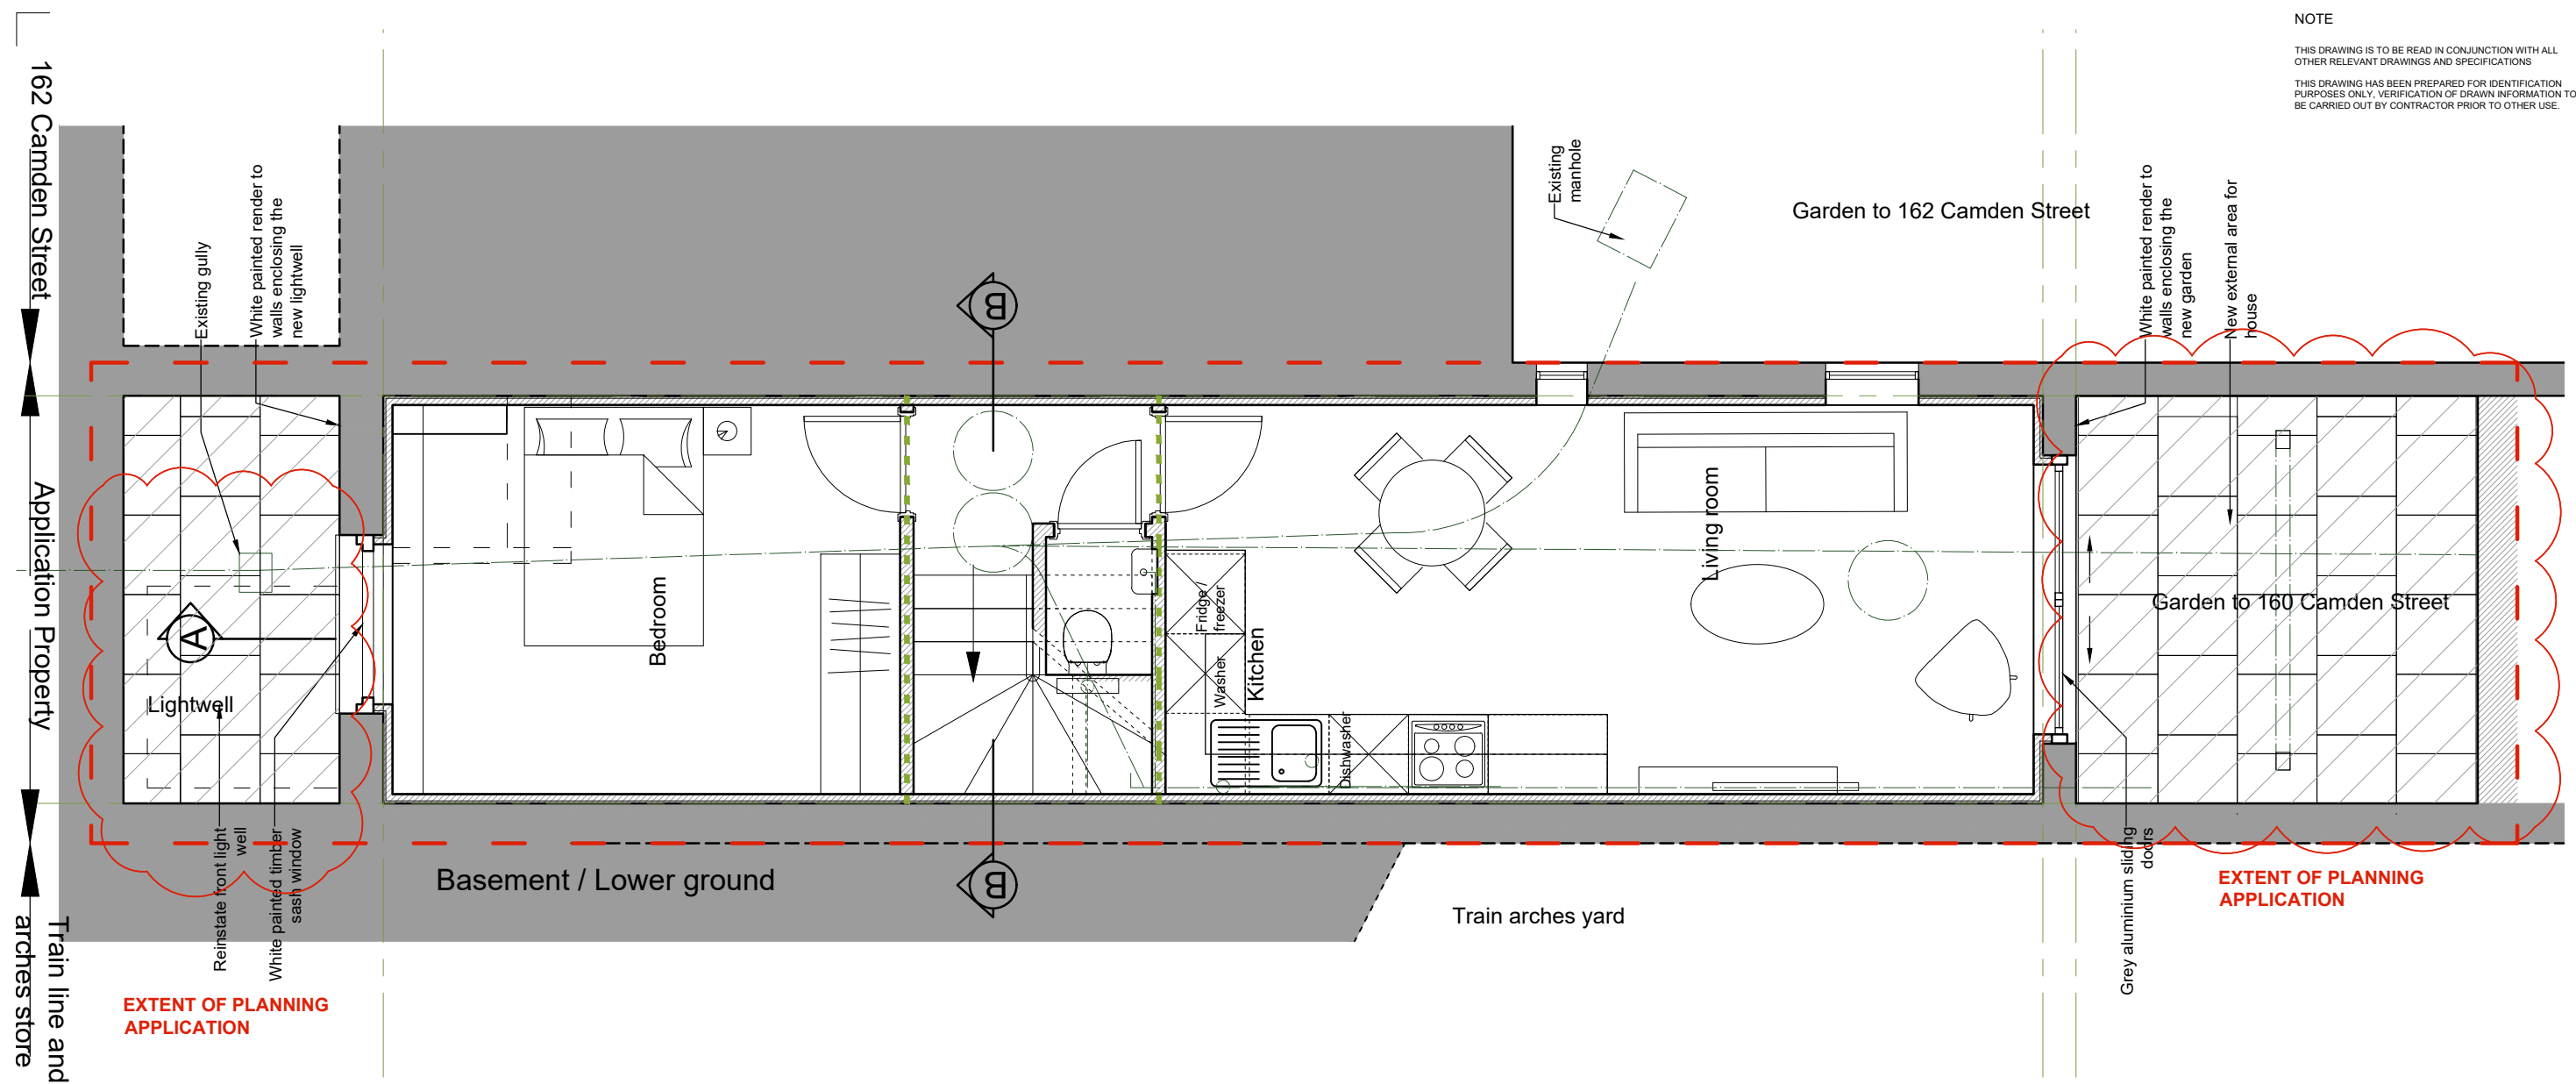 NOTE
THIS DRAWING IS TO BE READ IN CONJUNCTION WITH ALL
OTHER RELEVANT DRAWINGS AND SPECIFICATIONS
THIS DRAWING HAS BEEN PREPARED FOR IDENTIFICATION
PURPOSES ONLY, VERIFICATION OF DRAWN INFORMATION TO
BE CARRIED OUT BY CONTRACTOR PRIOR TO OTHER USE.
162 Camden Street
Application Property
Train line and
arches store
Existing gully
White painted render to
walls enclosing the
new lightwell
Existing
manhole
Garden to 162 Camden Street
White painted render to
walls enclosing the
new garden
New external area for
house
B
A
Lightwell
Bedroom
Fridge /
freezer
Washer
Kitchen
Dishwasher
Living room
Garden to 160 Camden Street
Reinstate front light
well
White painted timber
sash window
Basement / Lower ground
B
Train arches yard
Grey aluminium sliding
doors
EXTENT OF PLANNING
APPLICATION
EXTENT OF PLANNING
APPLICATION